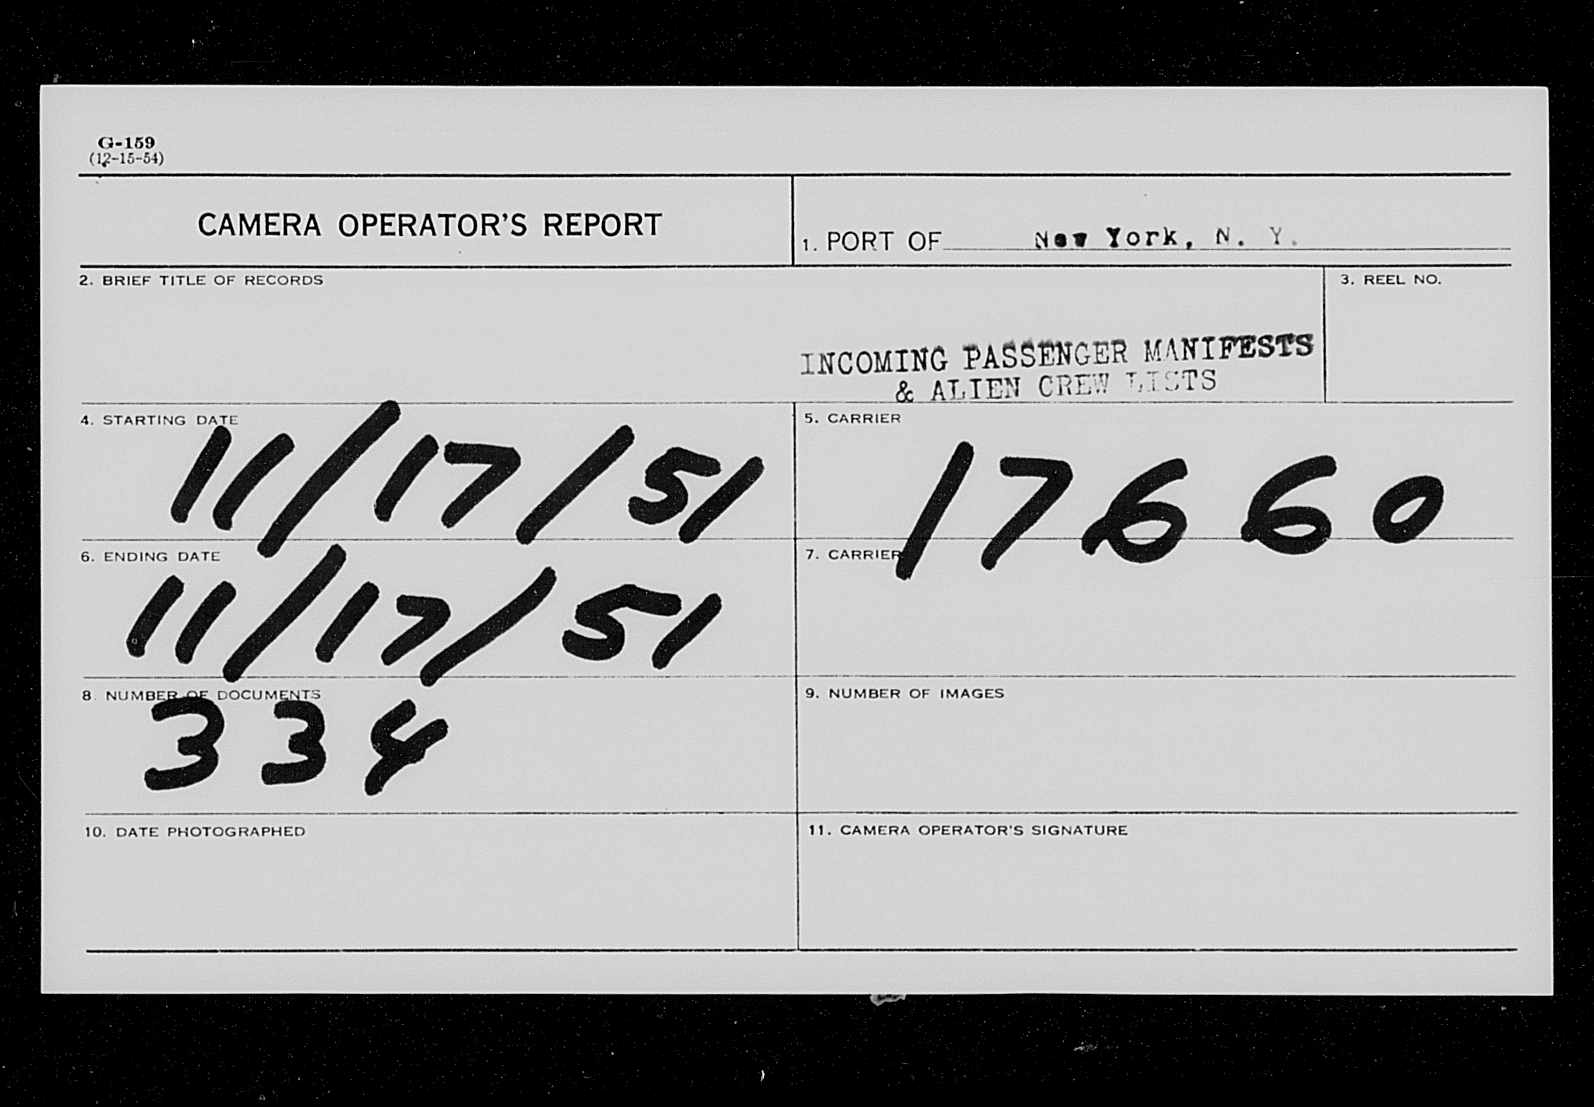 G-159
(12-15-54)
CAMERA OPERATOR'S REPORT
1. PORT OF New York, N. Y.
2. BRIEF TITLE OF RECORDS
3. REEL NO.
INCOMING PASSENGER MANIFESTS
& ALIEN CREW LISTS
4. STARTING DATE
11/17/51
5. CARRIER
17660
6. ENDING DATE
11/17/51
7. CARRIER
8. NUMBER OF DOCUMENTS
334
9. NUMBER OF IMAGES
10. DATE PHOTOGRAPHED
11. CAMERA OPERATOR'S SIGNATURE